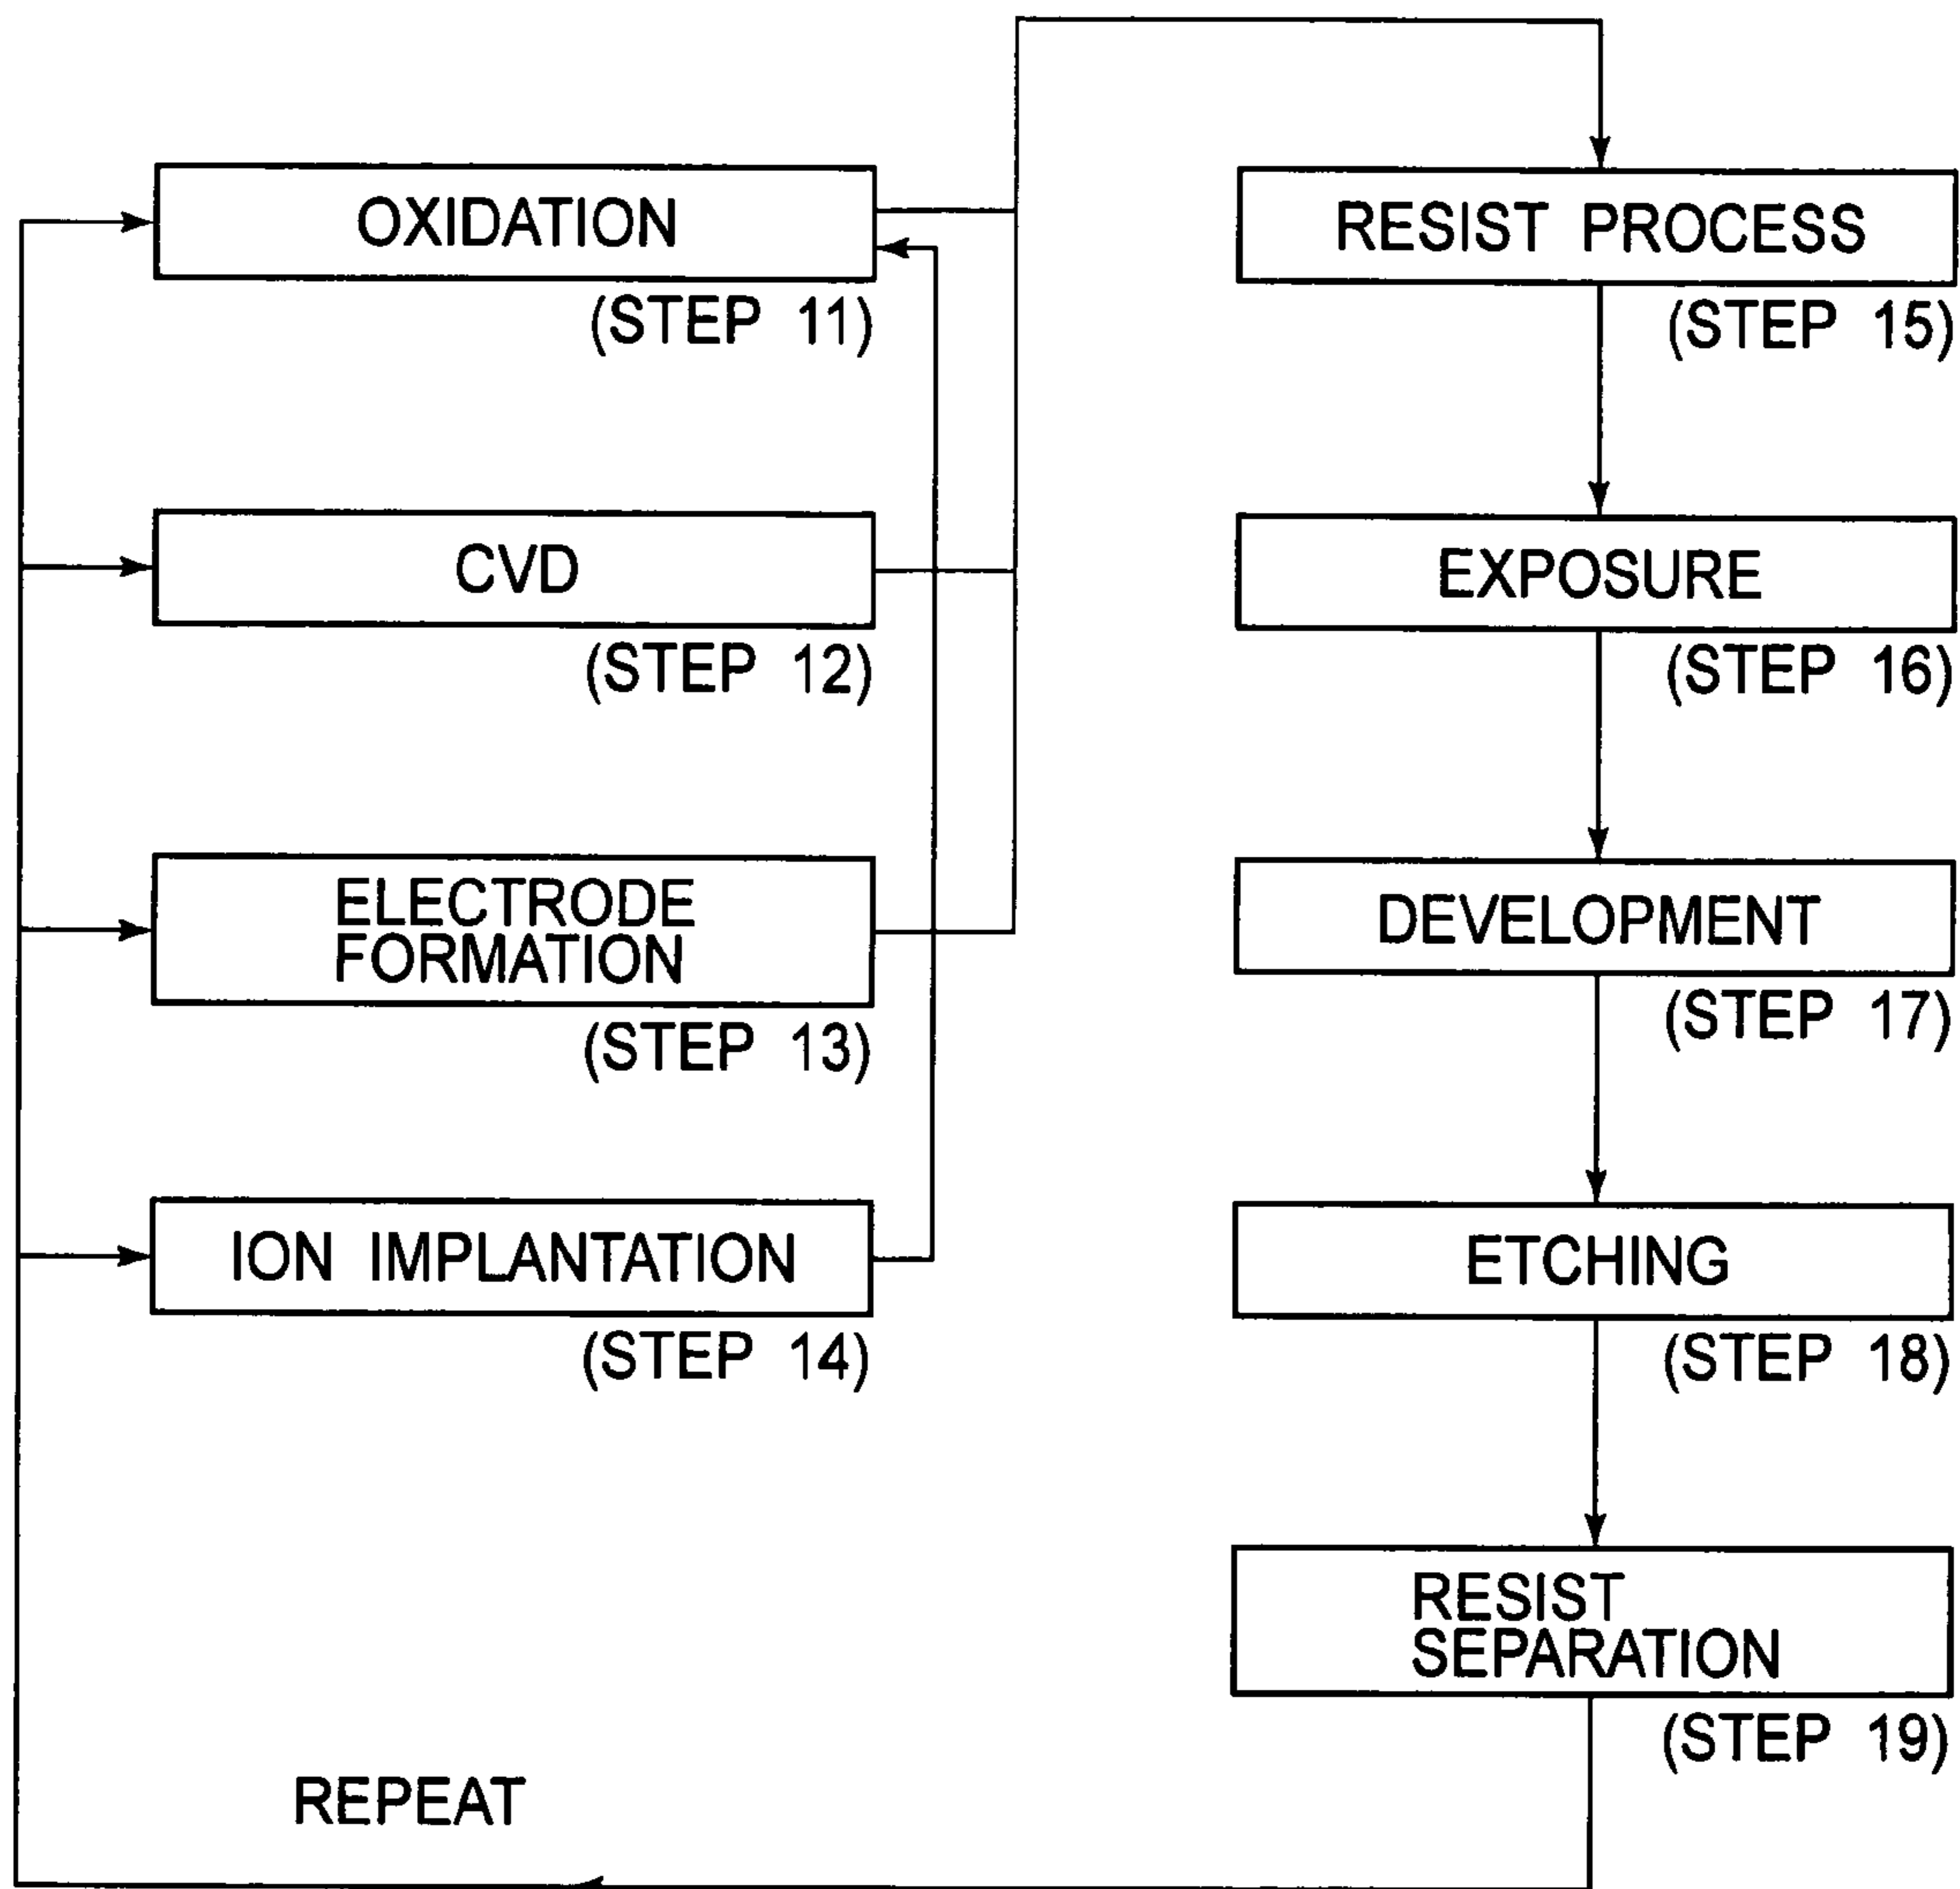 OXIDATION
(STEP 11)
CVD
(STEP 12)
ELECTRODE
FORMATION
(STEP 13)
ION IMPLANTATION
(STEP 14)
REPEAT
RESIST PROCESS
(STEP 15)
EXPOSURE
(STEP 16)
DEVELOPMENT
(STEP 17)
ETCHING
(STEP 18)
RESIST
SEPARATION
(STEP 19)